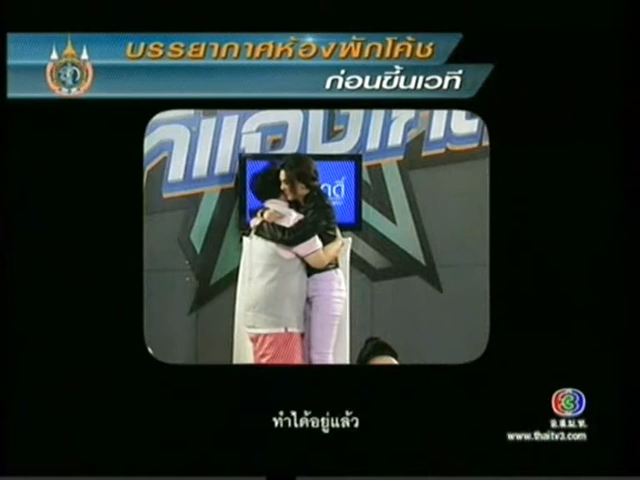 บรรยากาศห้องพักโค้ช
ก่อนขึ้นเวที
ทำได้อยู่แล้ว
3
อ.ส.ม.ท.
www.thaitv3.com